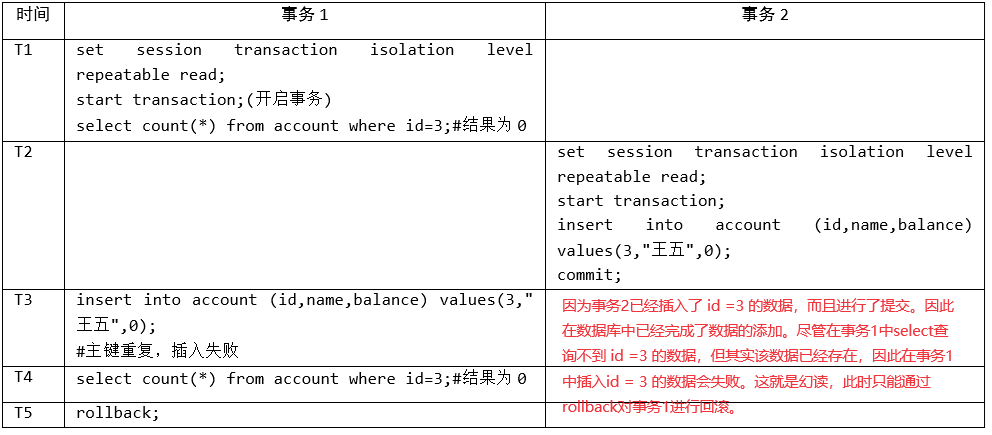 时间 事务 1 事务 2
T1 set session transaction isolation level
repeatable read;
start transaction;(开启事务)
select count(*) from account where id=3;#结果为 0
T2 set session transaction isolation level
repeatable read;
start transaction;
insert into account (id,name,balance)
values(3,"王五",0);
commit;
T3 insert into account (id,name,balance) values(3,"
王五",0);
#主键重复，插入失败
因为事务2已经插入了 id =3 的数据，而且进行了提交。因此
在数据库中已经完成了数据的添加。尽管在事务1中select查
询不到 id =3 的数据，但其实该数据已经存在，因此在事务1
中插入id = 3 的数据会失败。这就是幻读，此时只能通过
rollback对事务1进行回滚。
T4 select count(*) from account where id=3;#结果为 0
T5 rollback;